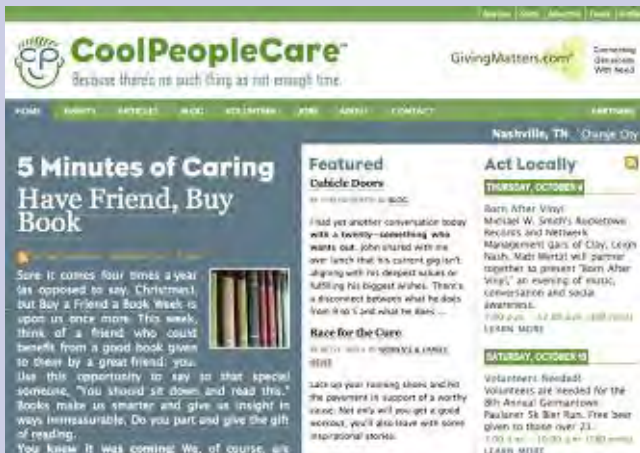 CP
CoolPeopleCare
Because there's no such thing as not enough time.
GivingMatters.com
Connecting
Generosity
With Need
HOME EVENTS ARTICLES BLOG VOLUNTEER JOBS ABOUT CONTACT PARTNERS
Nashville, TN Change City
5 Minutes of Caring
Have Friend, Buy
Book
Sure it comes four times a year
(as opposed to say, Christmas),
but Buy a Friend a Book Week is
upon us once more. This week,
think of a friend who could
benefit from a good book given
to them by a great friend: you.
Use this opportunity to say to that special
someone, "You should sit down and read this."
Books make us smarter and give us insight in
ways immeasurable. Do you part and give the gift
of reading.
You knew it was coming: We, of course, are
Featured
Cubicle Doors
BLOG
I had yet another conversation today
with a twenty-something who
wants out. John shared with me
over lunch that his current gig isn't
aligning with his deepest values or
fulfilling his biggest wishes. There's
a disconnect between what he does
from 9 to 5 and what he does ...
Race for the Cure
Lace up your running shoes and hit
the pavement in support of a worthy
cause. Not only will you get a good
workout, you'll also leave with some
inspirational stories.
Act Locally
THURSDAY, OCTOBER 4
Born After Vinyl
Michael W. Smith's Rocketown
Records and Nettwerk
Management (pars of Clay, Leigh
Nash, Matt Wertz) will partner
together to present "Born After
Vinyl," an evening of music,
conversation and social
awareness.
LEARN MORE
SATURDAY, OCTOBER
Volunteers Needed!
Volunteers are needed for the
8th Annual Germantown
Paulaner 5k Bier Run. Free beer
given to those over 21.
LEARN MORE